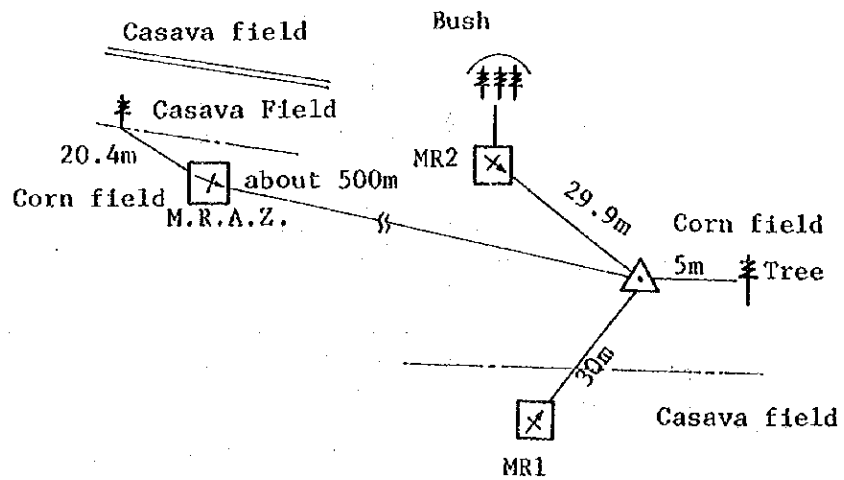 Casava field
Bush
Casava Field
20.4m
MR2
about 500m
Corn field
M.R.A.Z.
29.9m
Corn field
5m
Tree
30m
Casava field
MR1